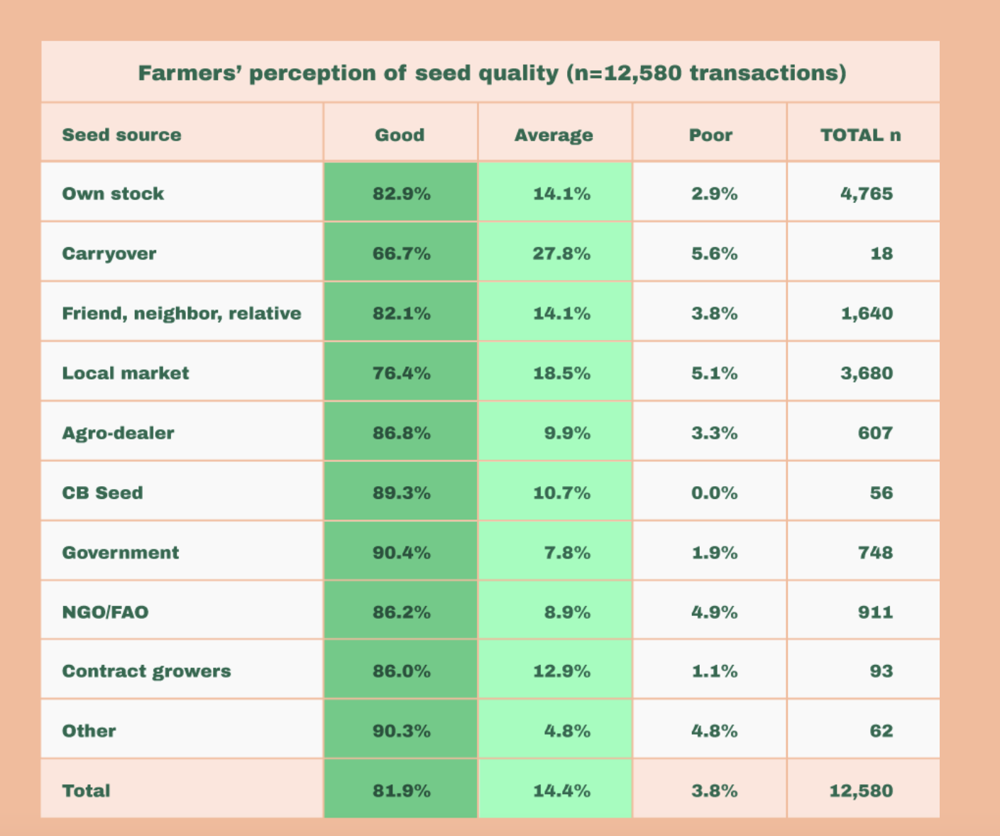 Farmers’ perception of seed quality (n=12,580 transactions)
Seed source Good Average Poor TOTAL n
Own stock 82.9% 14.1% 2.9% 4,765
Carryover 66.7% 27.8% 5.6% 18
Friend, neighbor, relative 82.1% 14.1% 3.8% 1,640
Local market 76.4% 18.5% 5.1% 3,680
Agro-dealer 86.8% 9.9% 3.3% 607
CB Seed 89.3% 10.7% 0.0% 56
Government 90.4% 7.8% 1.9% 748
NGO/FAO 86.2% 8.9% 4.9% 911
Contract growers 86.0% 12.9% 1.1% 93
Other 90.3% 4.8% 4.8% 62
Total 81.9% 14.4% 3.8% 12,580